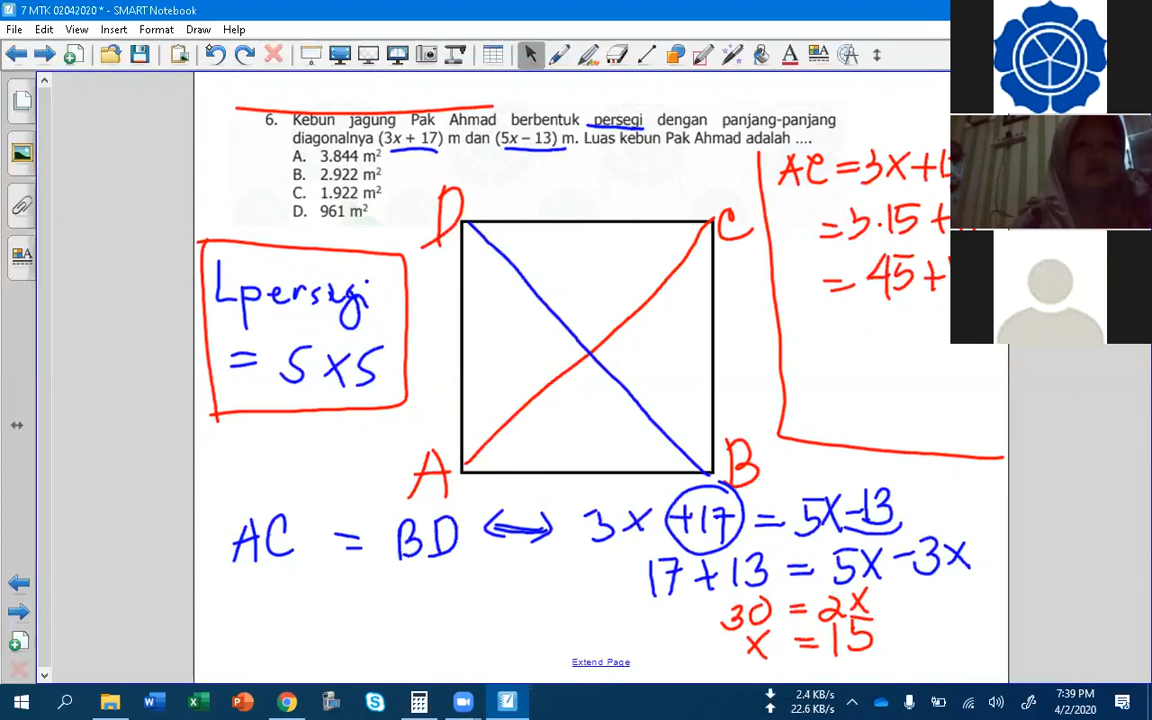 7 MTK 02042020 * - SMART Notebook
File Edit View Insert Format Draw Help
6. Kebun jagung Pak Ahmad berbentuk persegi dengan panjang-panjang
diagonalnya (3x + 17) m dan (5x – 13) m. Luas kebun Pak Ahmad adalah ....
A. 3.844 m²
B. 2.922 m²
C. 1.922 m²
D. 961 m²
AC = 3x+1
= 3.15 +
= 45+
D
C
Lpersegi
= S x S
A
B
AC = BD ⟺ 3x +17 = 5x-13
17+13 = 5x-3x
30 = 2x
x = 15
Extend Page
2.4 KB/s
22.6 KB/s
7:39 PM
4/2/2020